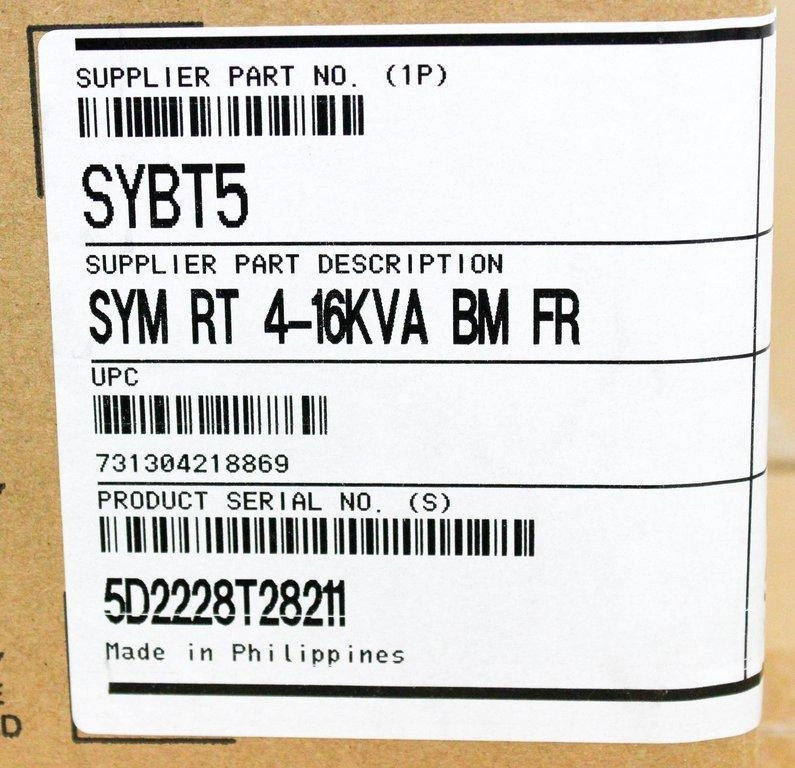 SUPPLIER PART NO. (1P)
SYBT5
SUPPLIER PART DESCRIPTION
SYM RT 4-16KVA BM FR
UPC
731304218869
PRODUCT SERIAL NO. (S)
5D2228T28211
Made in Philippines